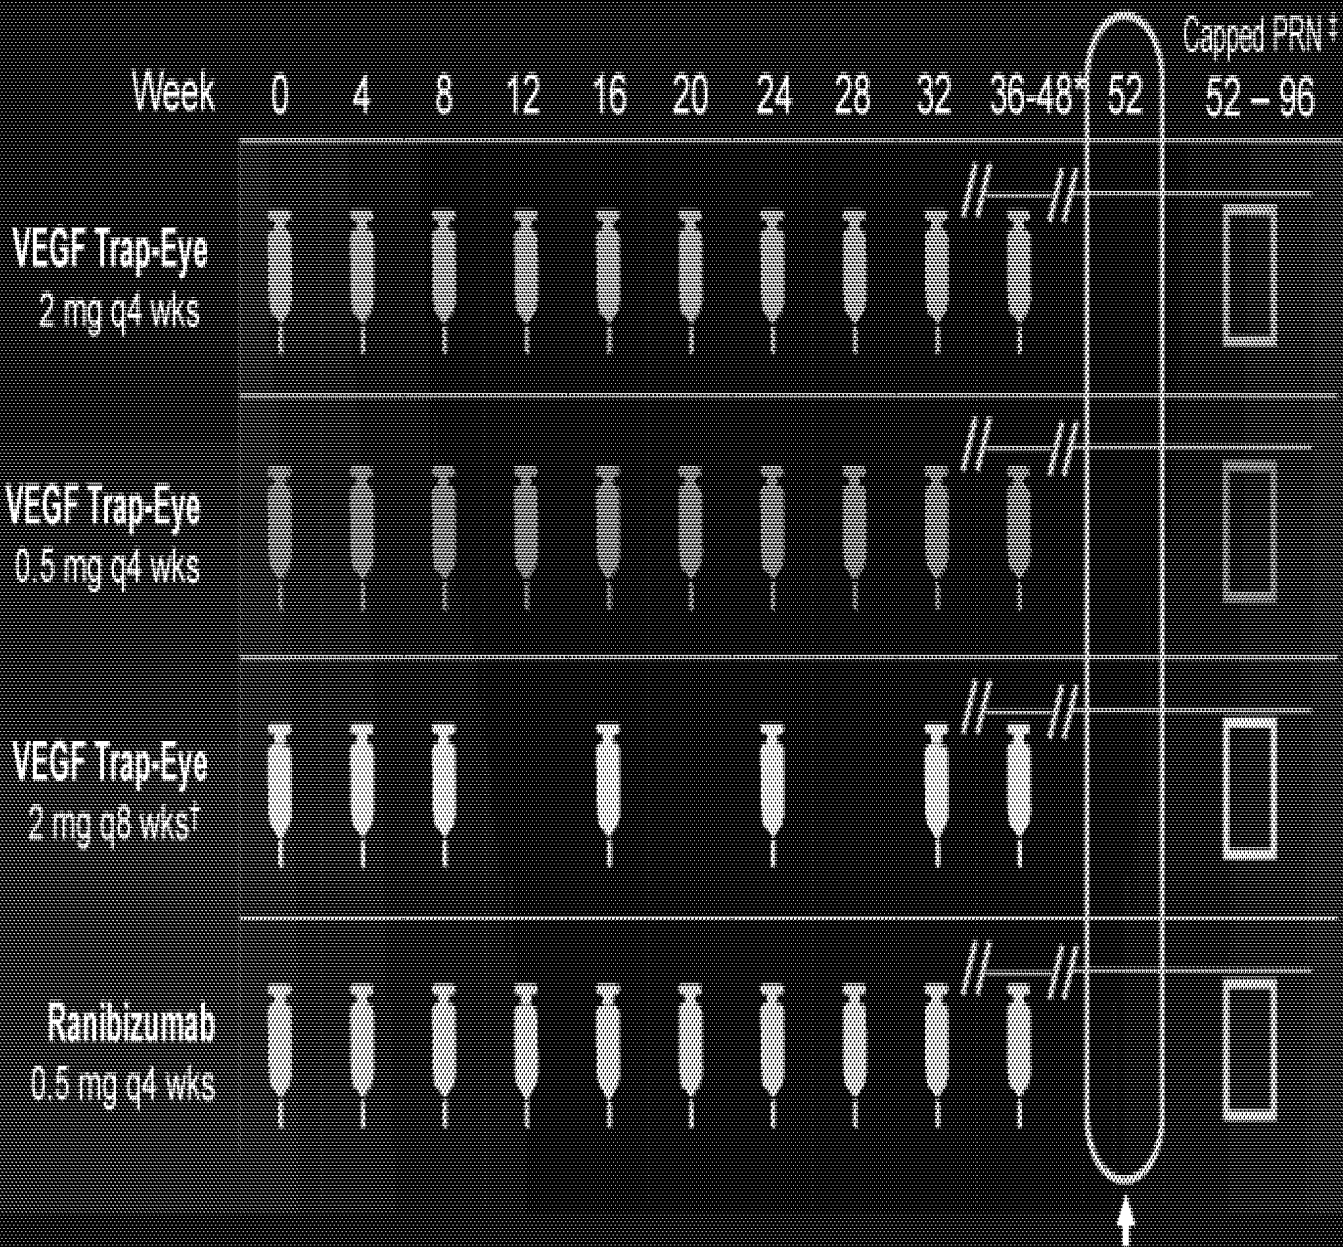 Capped PRN‡
Week 0 4 8 12 16 20 24 28 32 36-48* 52 52 – 96
VEGF Trap-Eye
2 mg q4 wks
VEGF Trap-Eye
0.5 mg q4 wks
VEGF Trap-Eye
2 mg q8 wks†
Ranibizumab
0.5 mg q4 wks